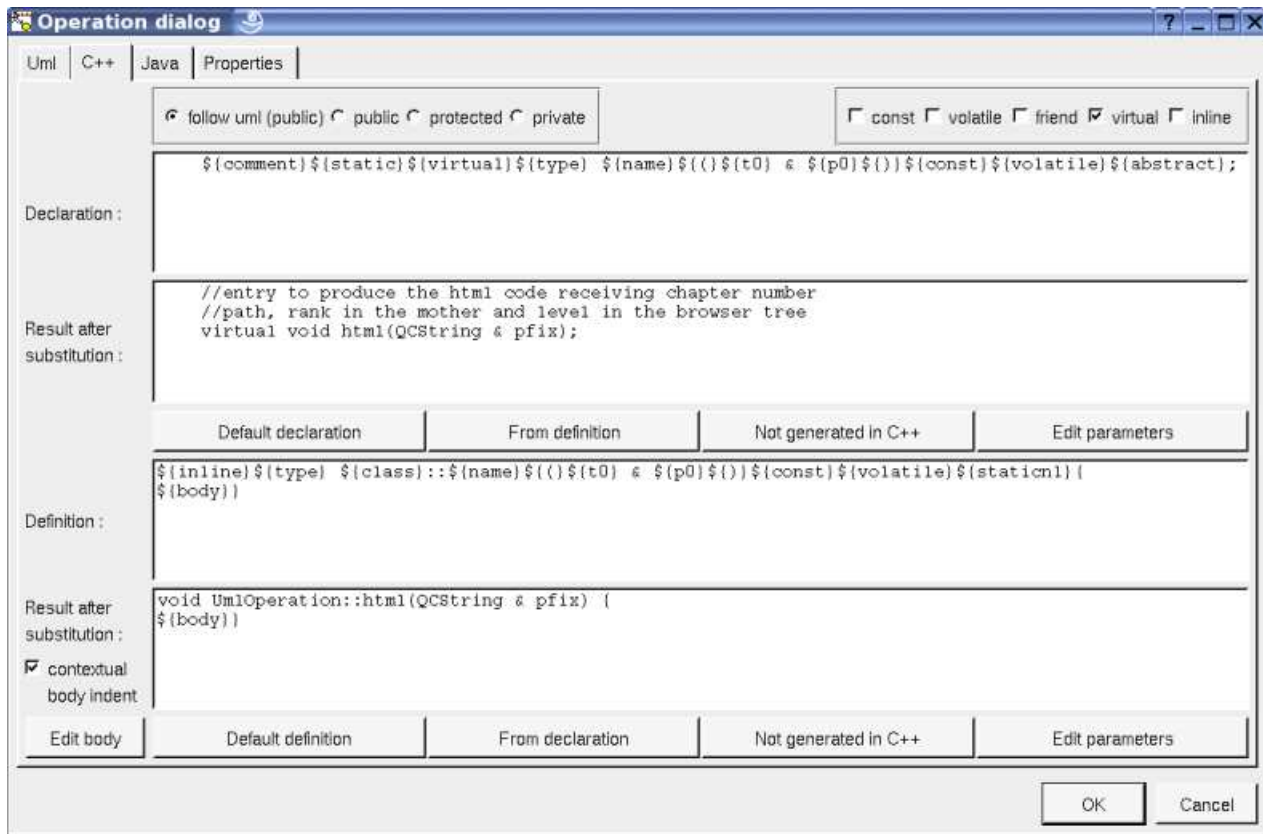 Operation dialog
Uml C++ Java Properties
follow uml (public) public protected private const volatile friend virtual inline
Declaration :
${comment}${static}${virtual}${type} ${name}${(}${t0} & ${p0}${)}${const}${volatile}${abstract};
Result after
substitution :
//entry to produce the html code receiving chapter number
//path, rank in the mother and level in the browser tree
virtual void html(QCString & pfix);
Default declaration From definition Not generated in C++ Edit parameters
Definition :
${inline}${type} ${class}::${name}${(}${t0} & ${p0}${)}${const}${volatile}${staticnl}{
${body}}
Result after
substitution :
void UmlOperation::html(QCString & pfix) {
${body}}
contextual
body indent
Edit body Default definition From declaration Not generated in C++ Edit parameters
OK Cancel